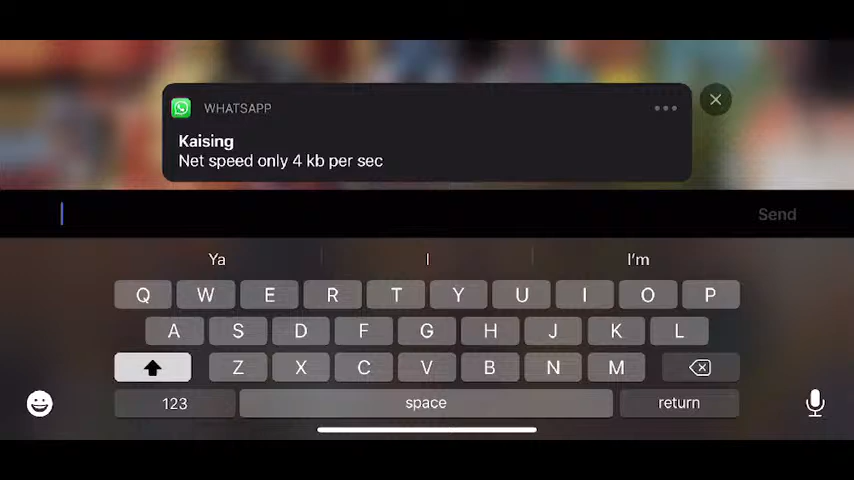 WHATSAPP
Kaising
Net speed only 4 kb per sec
Send
Ya I I'm
Q W E R T Y U I O P
A S D F G H J K L
Z X C V B N M
123 space return